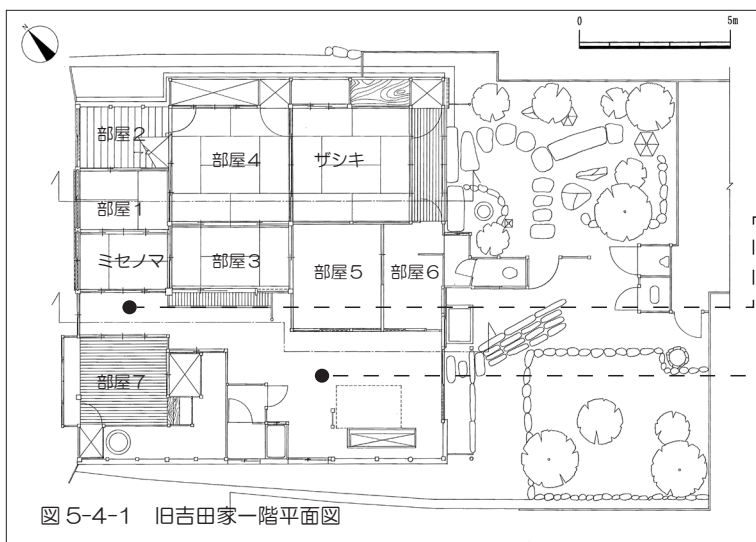 N
0 5m
部屋2
部屋4
ザシキ
部屋1
ミセノマ
部屋3
部屋5
部屋6
部屋7
図 5-4-1 旧吉田家一階平面図